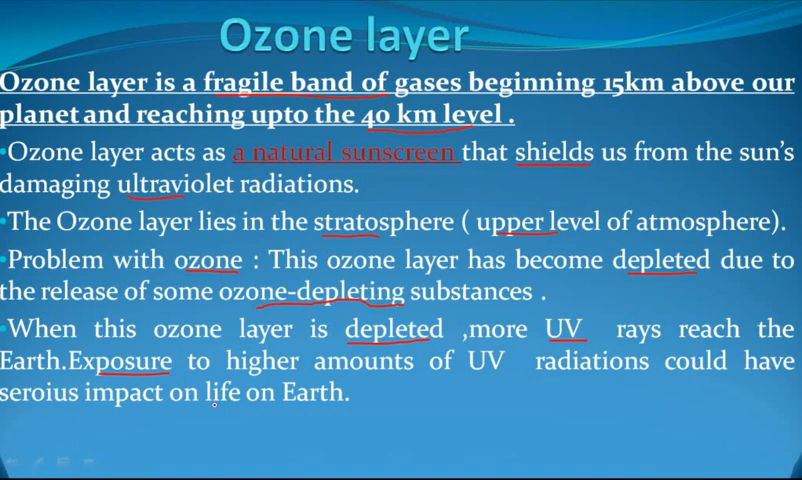 Ozone layer
Ozone layer is a fragile band of gases beginning 15km above our
planet and reaching upto the 40 km level .
•Ozone layer acts as a natural sunscreen that shields us from the sun's
damaging ultraviolet radiations.
•The Ozone layer lies in the stratosphere ( upper level of atmosphere).
•Problem with ozone : This ozone layer has become depleted due to
the release of some ozone-depleting substances .
•When this ozone layer is depleted ,more UV rays reach the
Earth.Exposure to higher amounts of UV radiations could have
seroius impact on life on Earth.